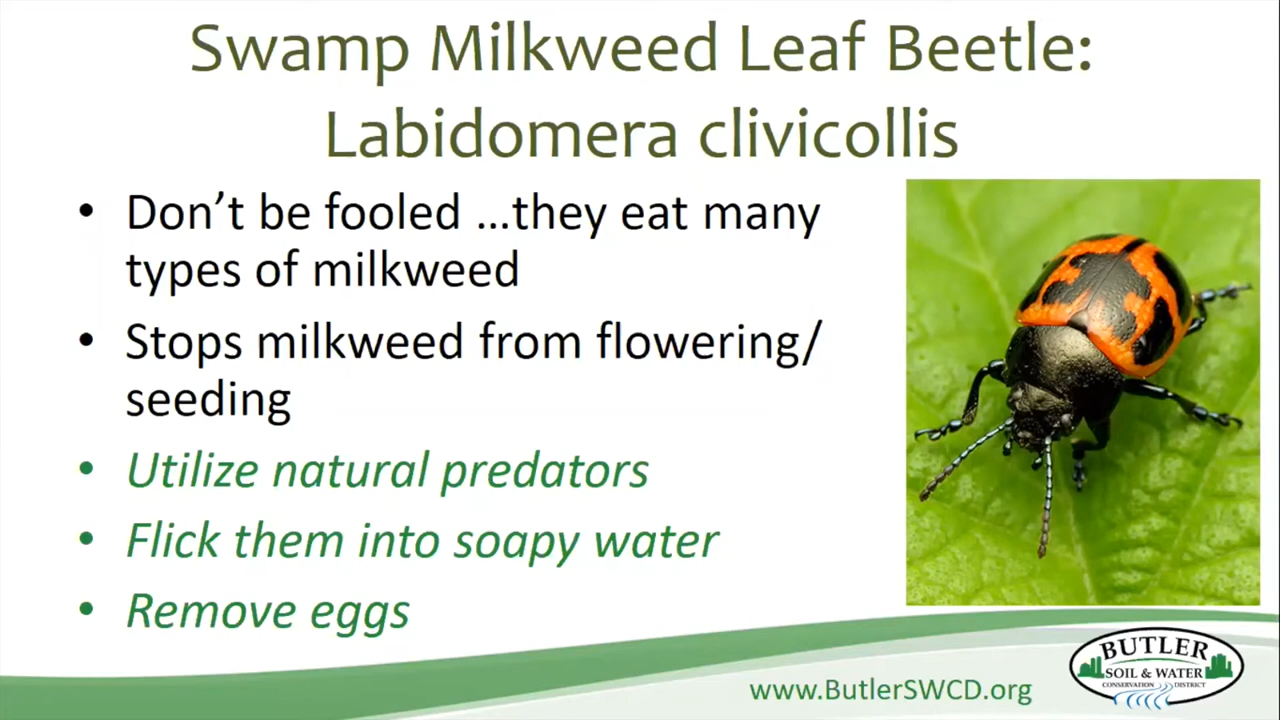 Swamp Milkweed Leaf Beetle:
Labidomera clivicollis
• Don't be fooled ...they eat many
types of milkweed
• Stops milkweed from flowering/
seeding
• Utilize natural predators
• Flick them into soapy water
• Remove eggs
www.ButlerSWCD.org
BUTLER
SOIL & WATER
CONSERVATION DISTRICT